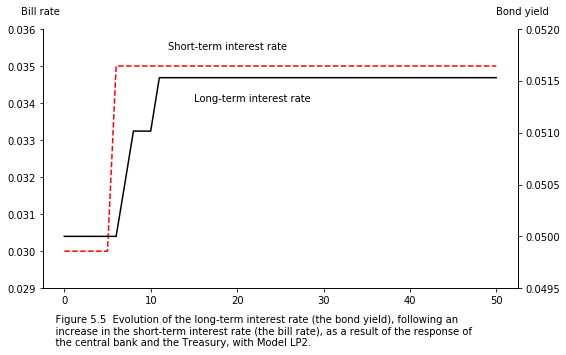 Bill rate
Bond yield
0.036
0.035
0.034
0.033
0.032
0.031
0.030
0.029
0.0520
0.0515
0.0510
0.0505
0.0500
0.0495
Short-term interest rate
Long-term interest rate
0 10 20 30 40 50
Figure 5.5 Evolution of the long-term interest rate (the bond yield), following an
increase in the short-term interest rate (the bill rate), as a result of the response of
the central bank and the Treasury, with Model LP2.